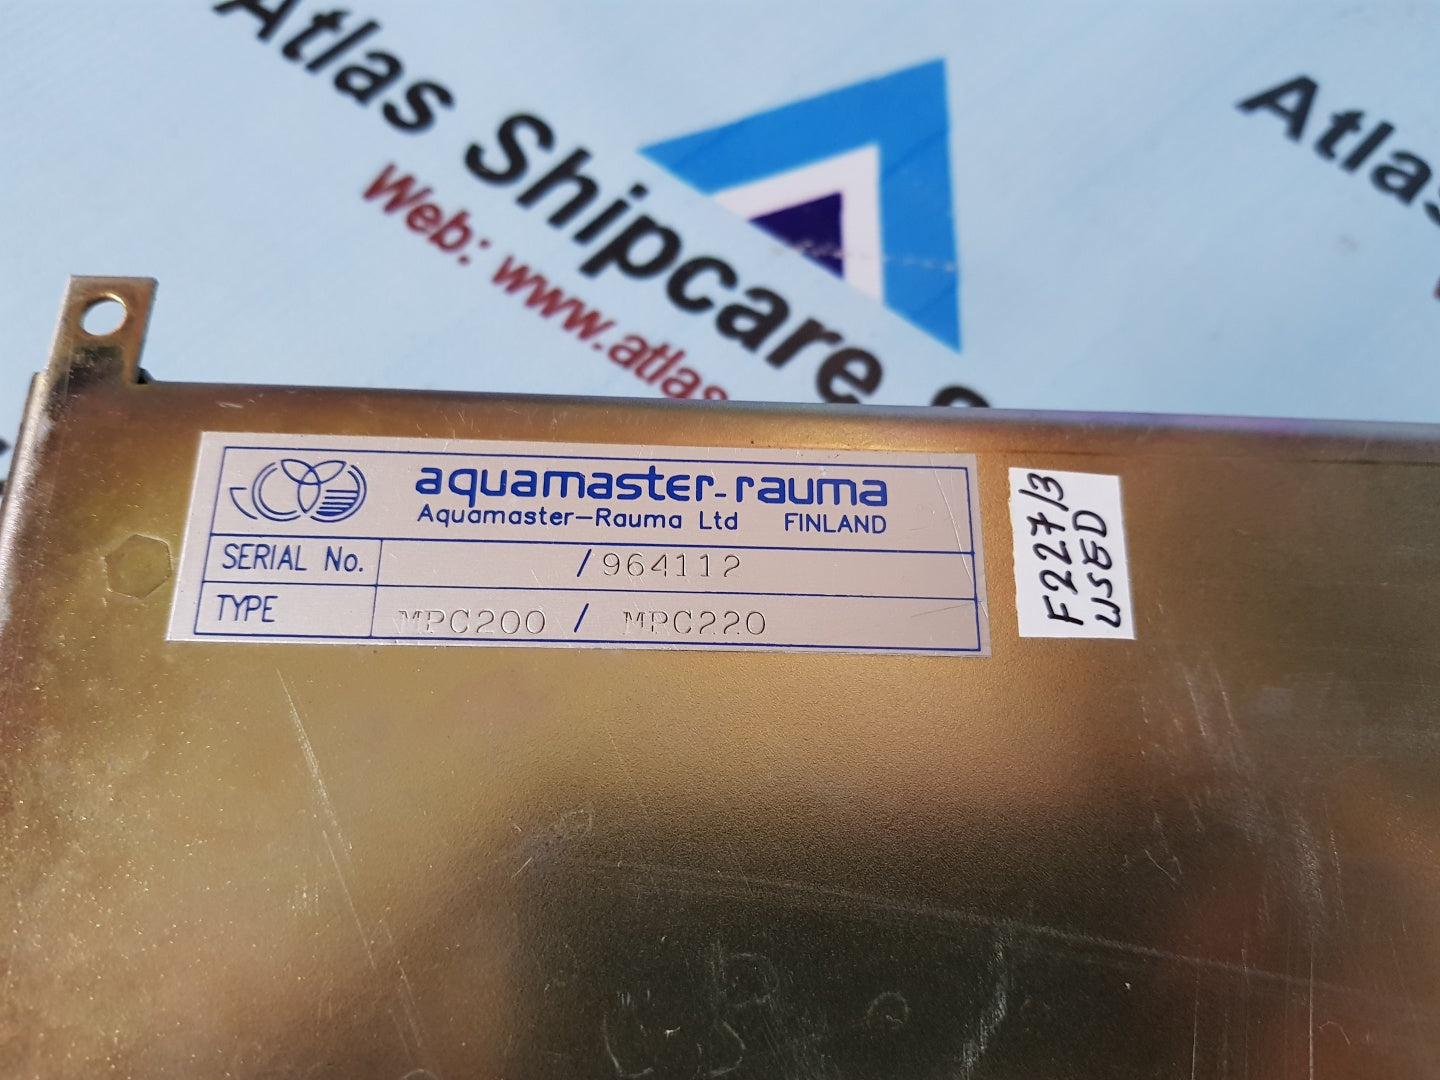 Atlas Shipcare S
Web: www.atlas
Atlas
aquamaster-rauma
Aquamaster-Rauma Ltd FINLAND
SERIAL No. /964112
TYPE MPC200 / MPC220
F227/3
USED